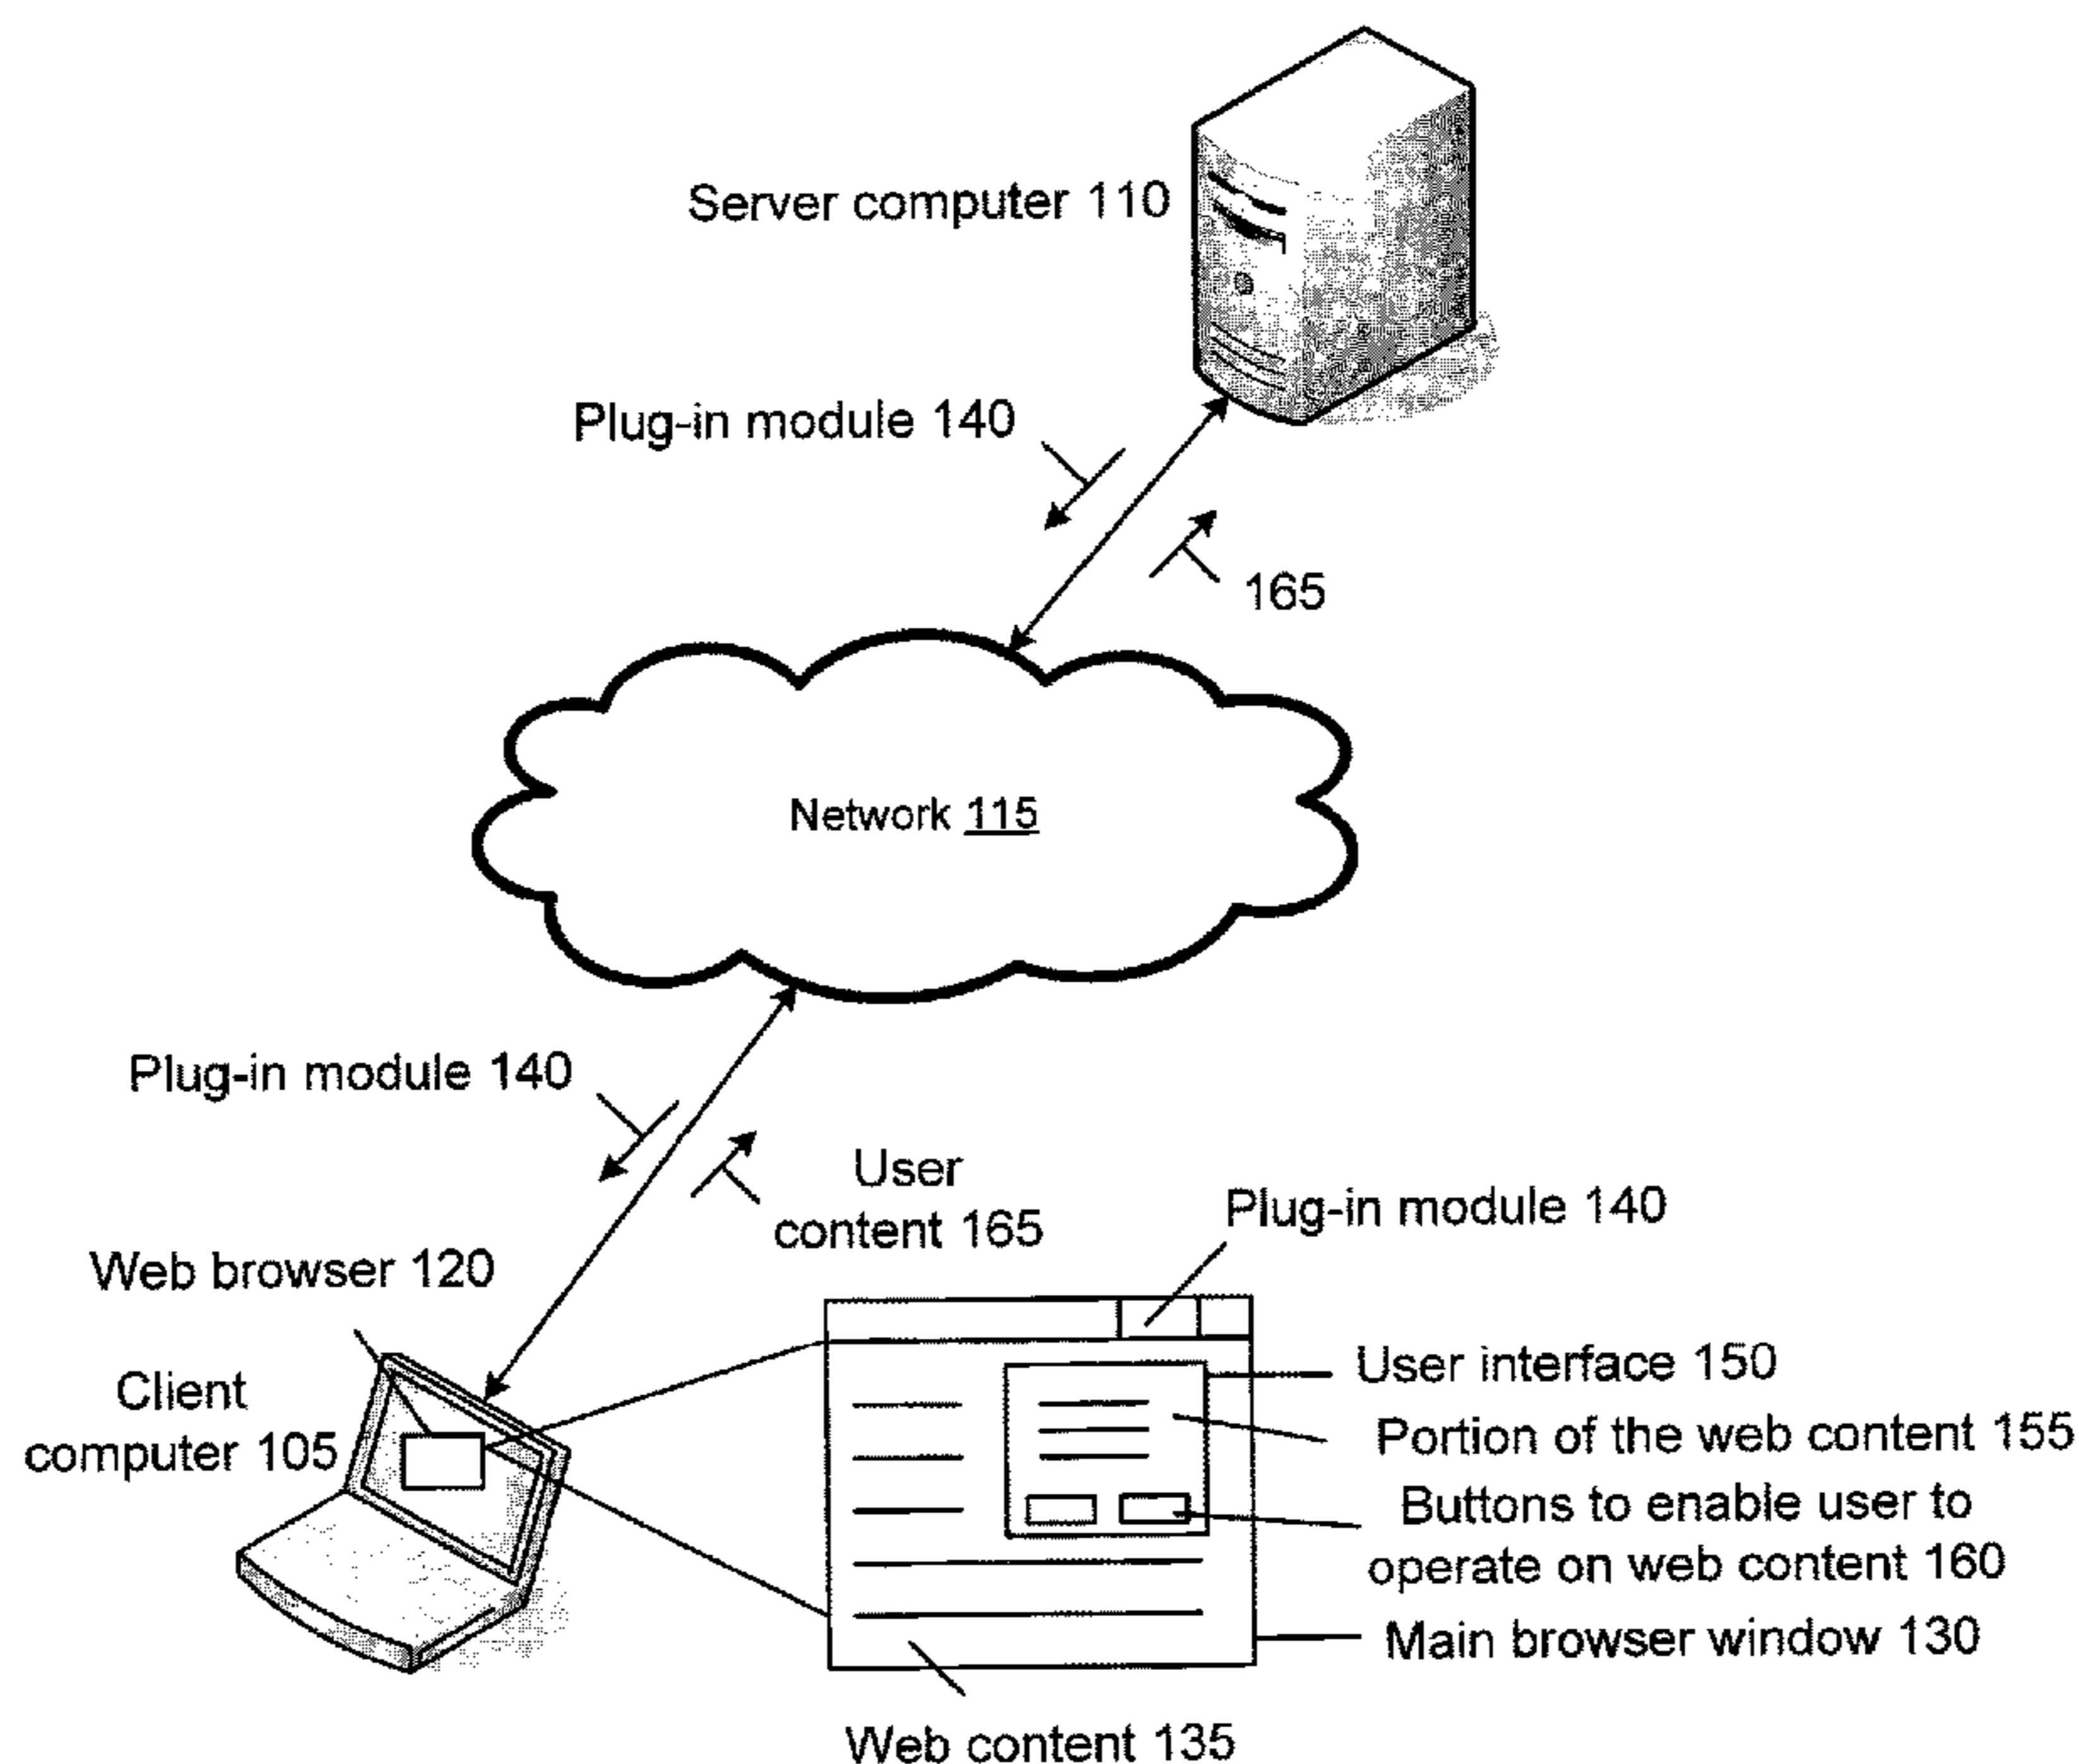 Server computer 110
Plug-in module 140
165
Network 115
Plug-in module 140
User
content 165
Plug-in module 140
Web browser 120
Client
computer 105
User interface 150
Portion of the web content 155
Buttons to enable user to
operate on web content 160
Main browser window 130
Web content 135